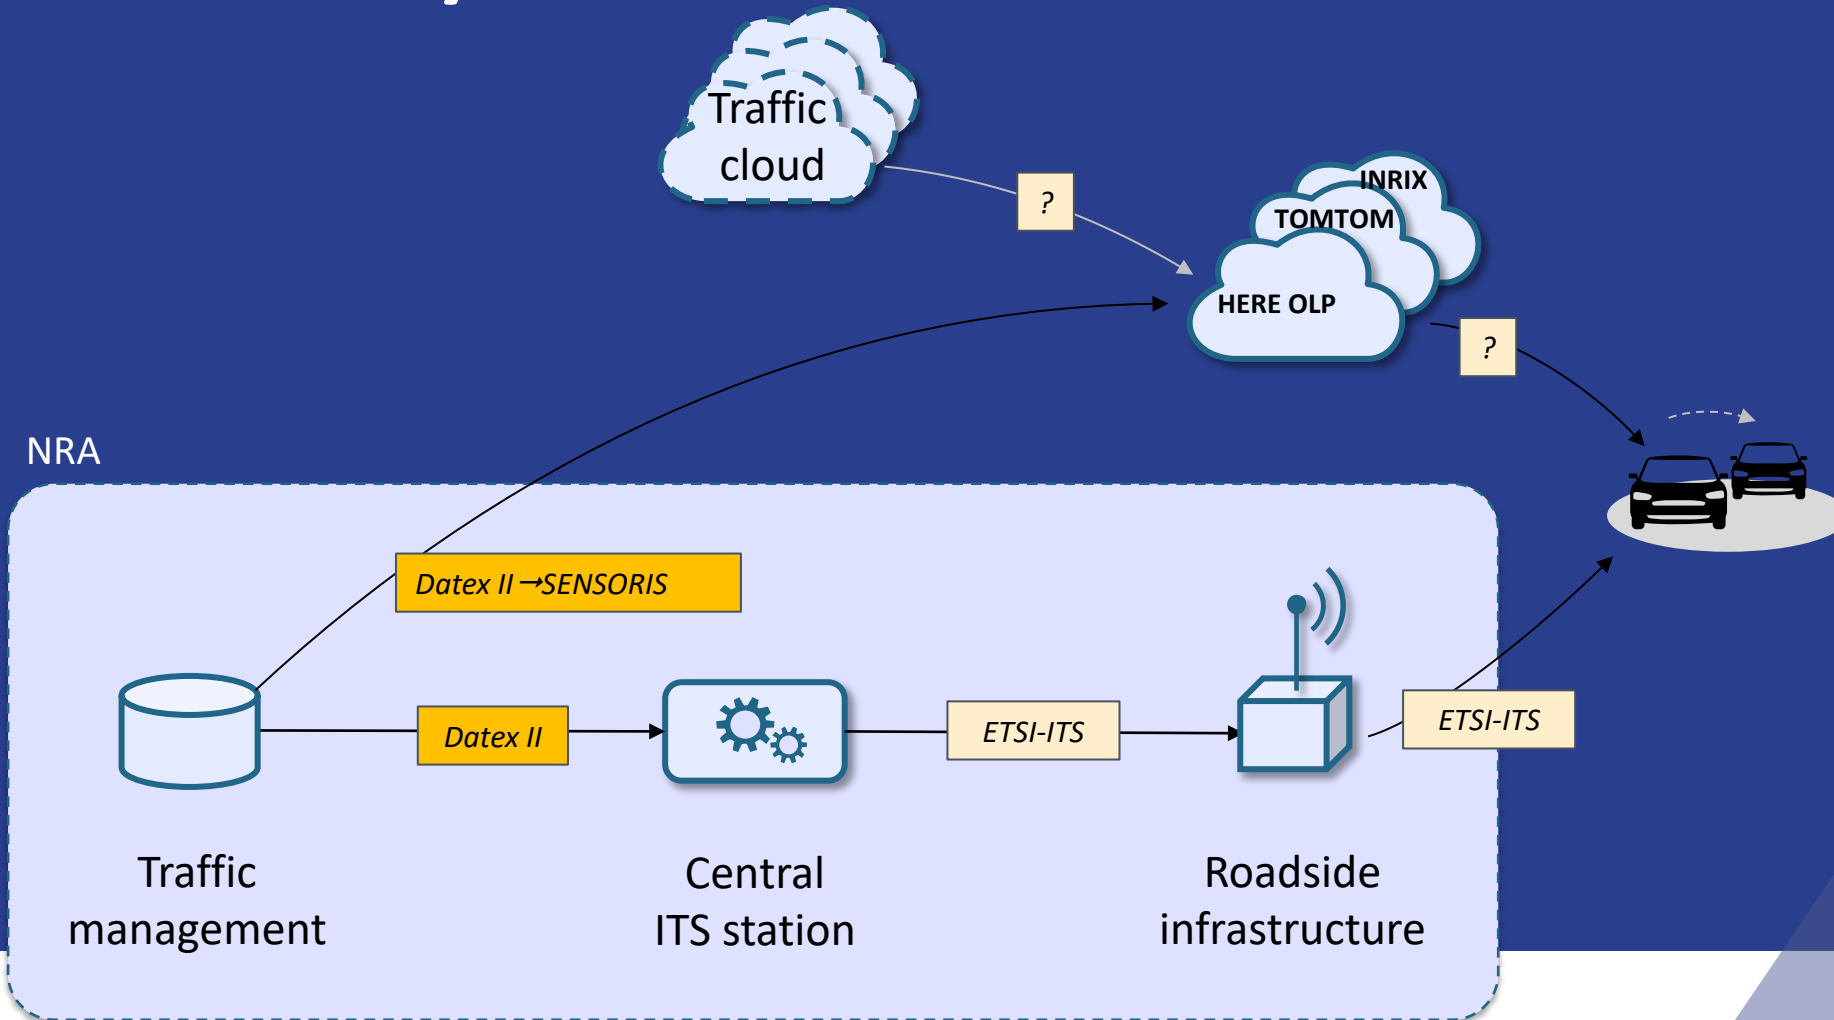 Traffic
cloud
?
INRIX
TOMTOM
HERE OLP
?
NRA
Datex II →SENSORIS
Datex II
ETSI-ITS
ETSI-ITS
Traffic
management
Central
ITS station
Roadside
infrastructure